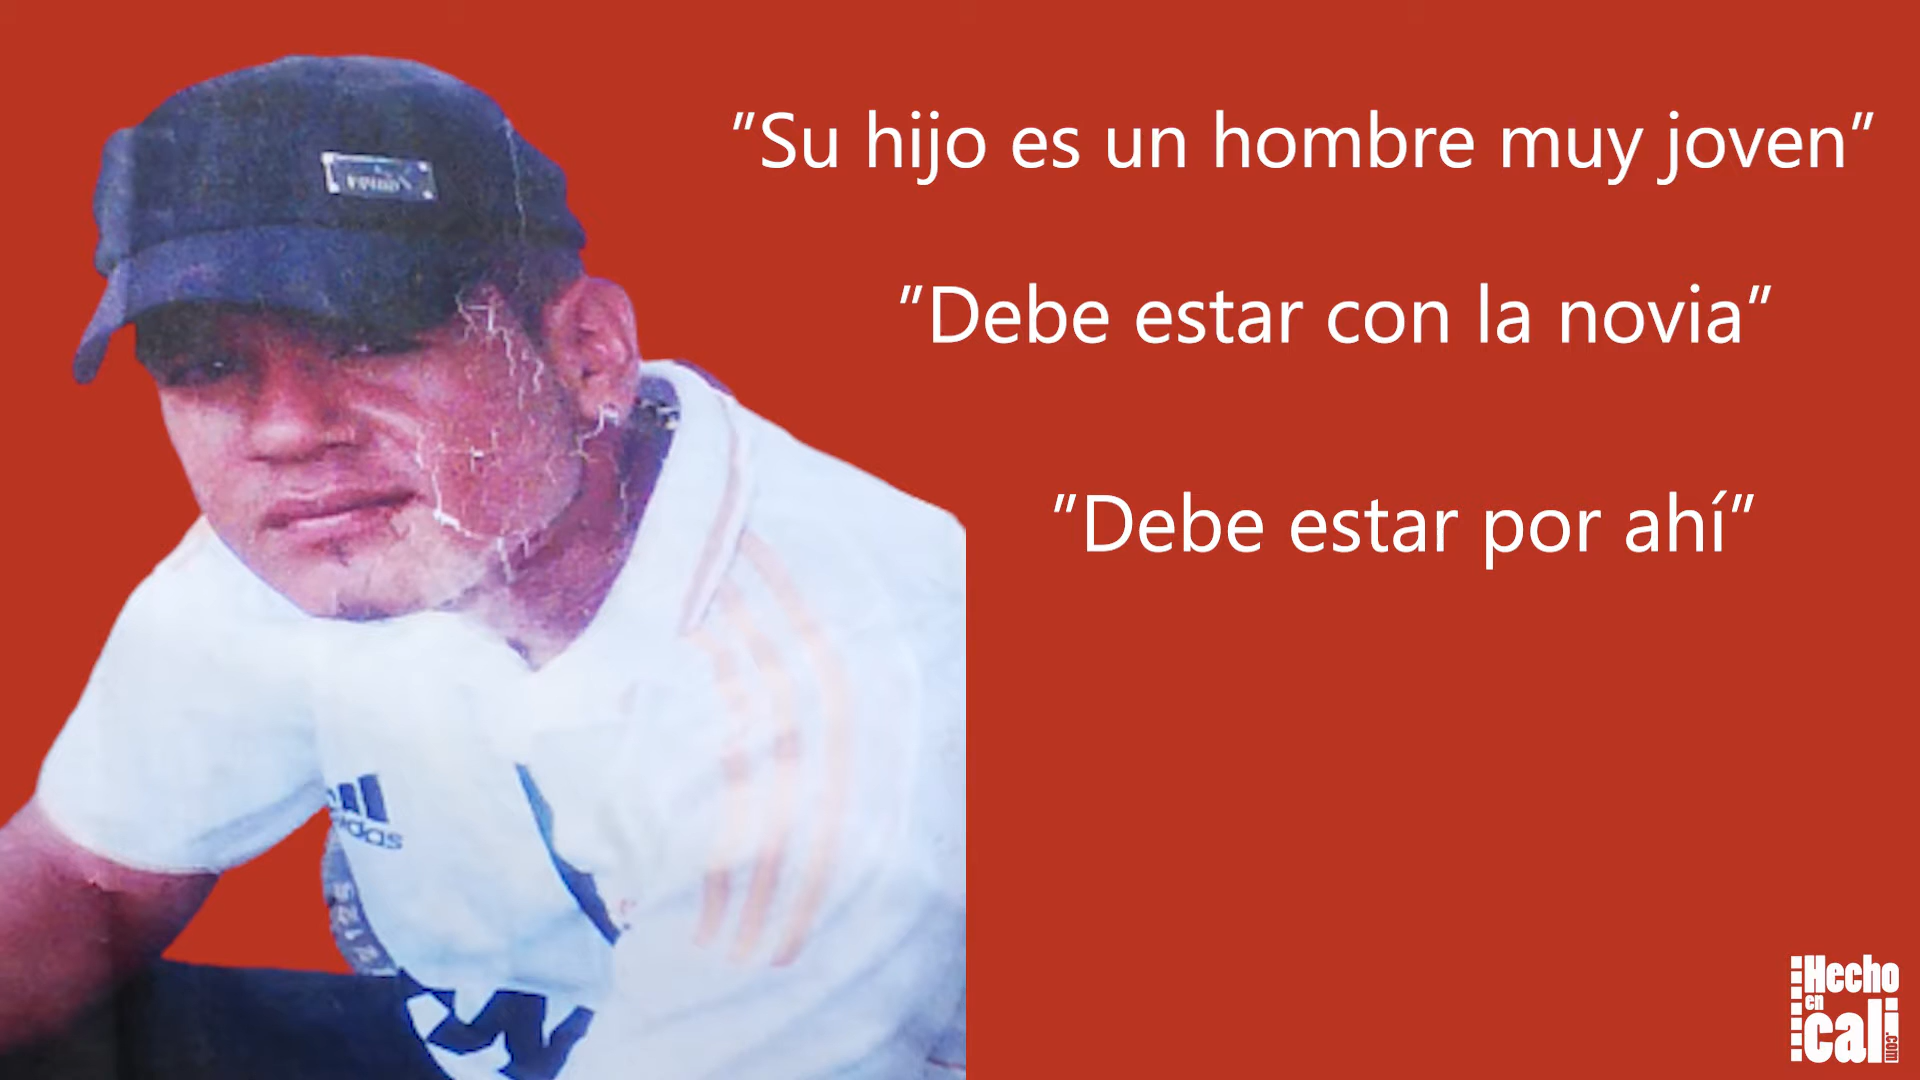 "Su hijo es un hombre muy joven"
"Debe estar con la novia"
"Debe estar por ahí"
adidas
Hecho
en
cali
.com